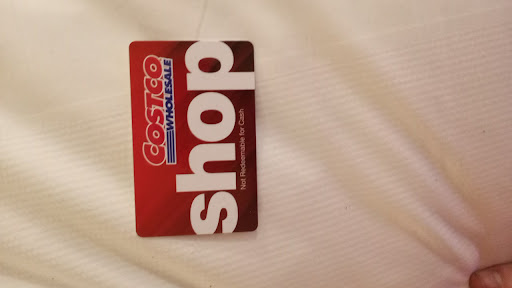 COSTCO
WHOLESALE
shop
Not Redeemable for Cash